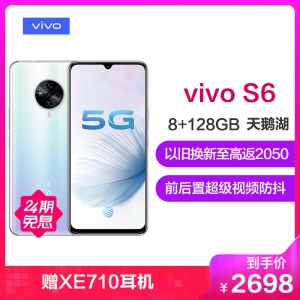 vivo
vivo S6
8+128GB 天鹅湖
以旧换新至高返2050
前后置超级视频防抖
5G
24期
免息
到手价
¥2698
赠XE710耳机